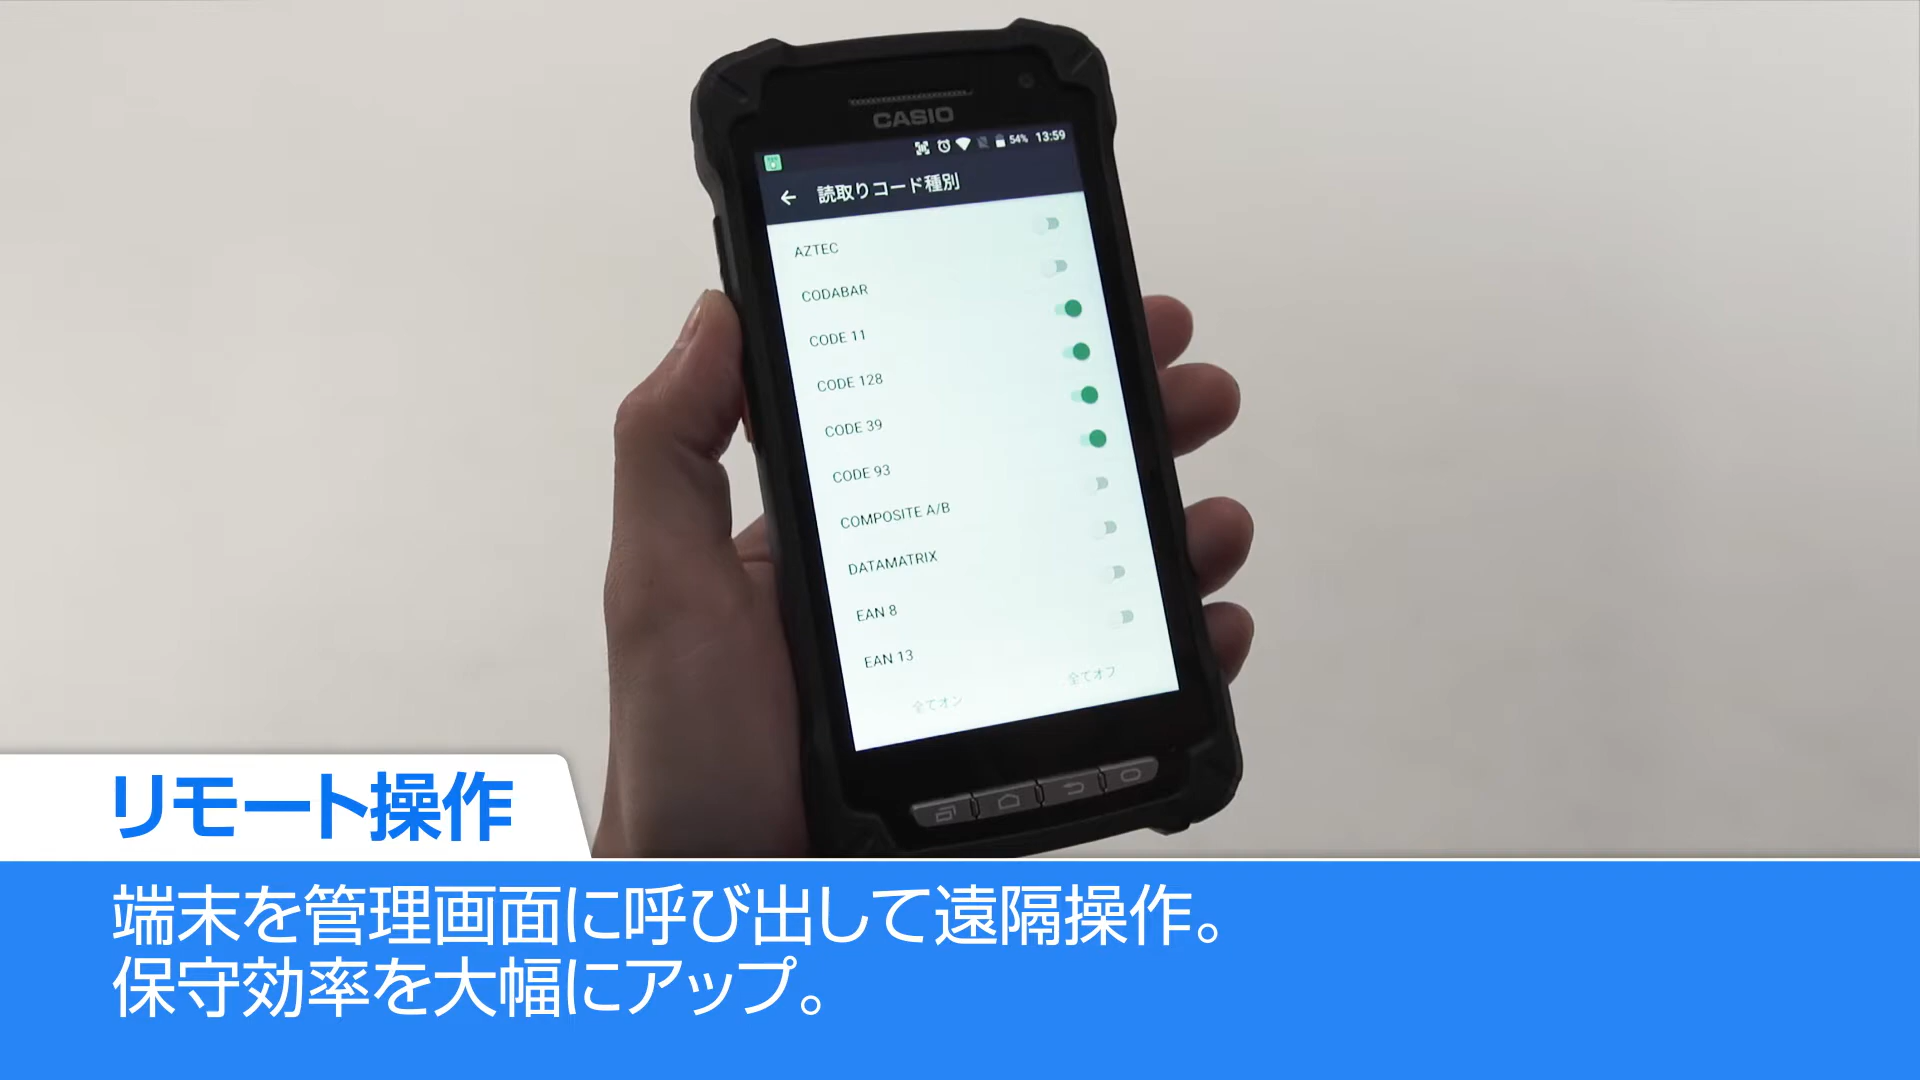 CASIO
54% 13:59
読取りコード種別
AZTEC
CODABAR
CODE 11
CODE 128
CODE 39
CODE 93
COMPOSITE A/B
DATAMATRIX
EAN 8
EAN 13
全てオン
全てオフ
リモート操作
端末を管理画面に呼び出して遠隔操作。
保守効率を大幅にアップ。